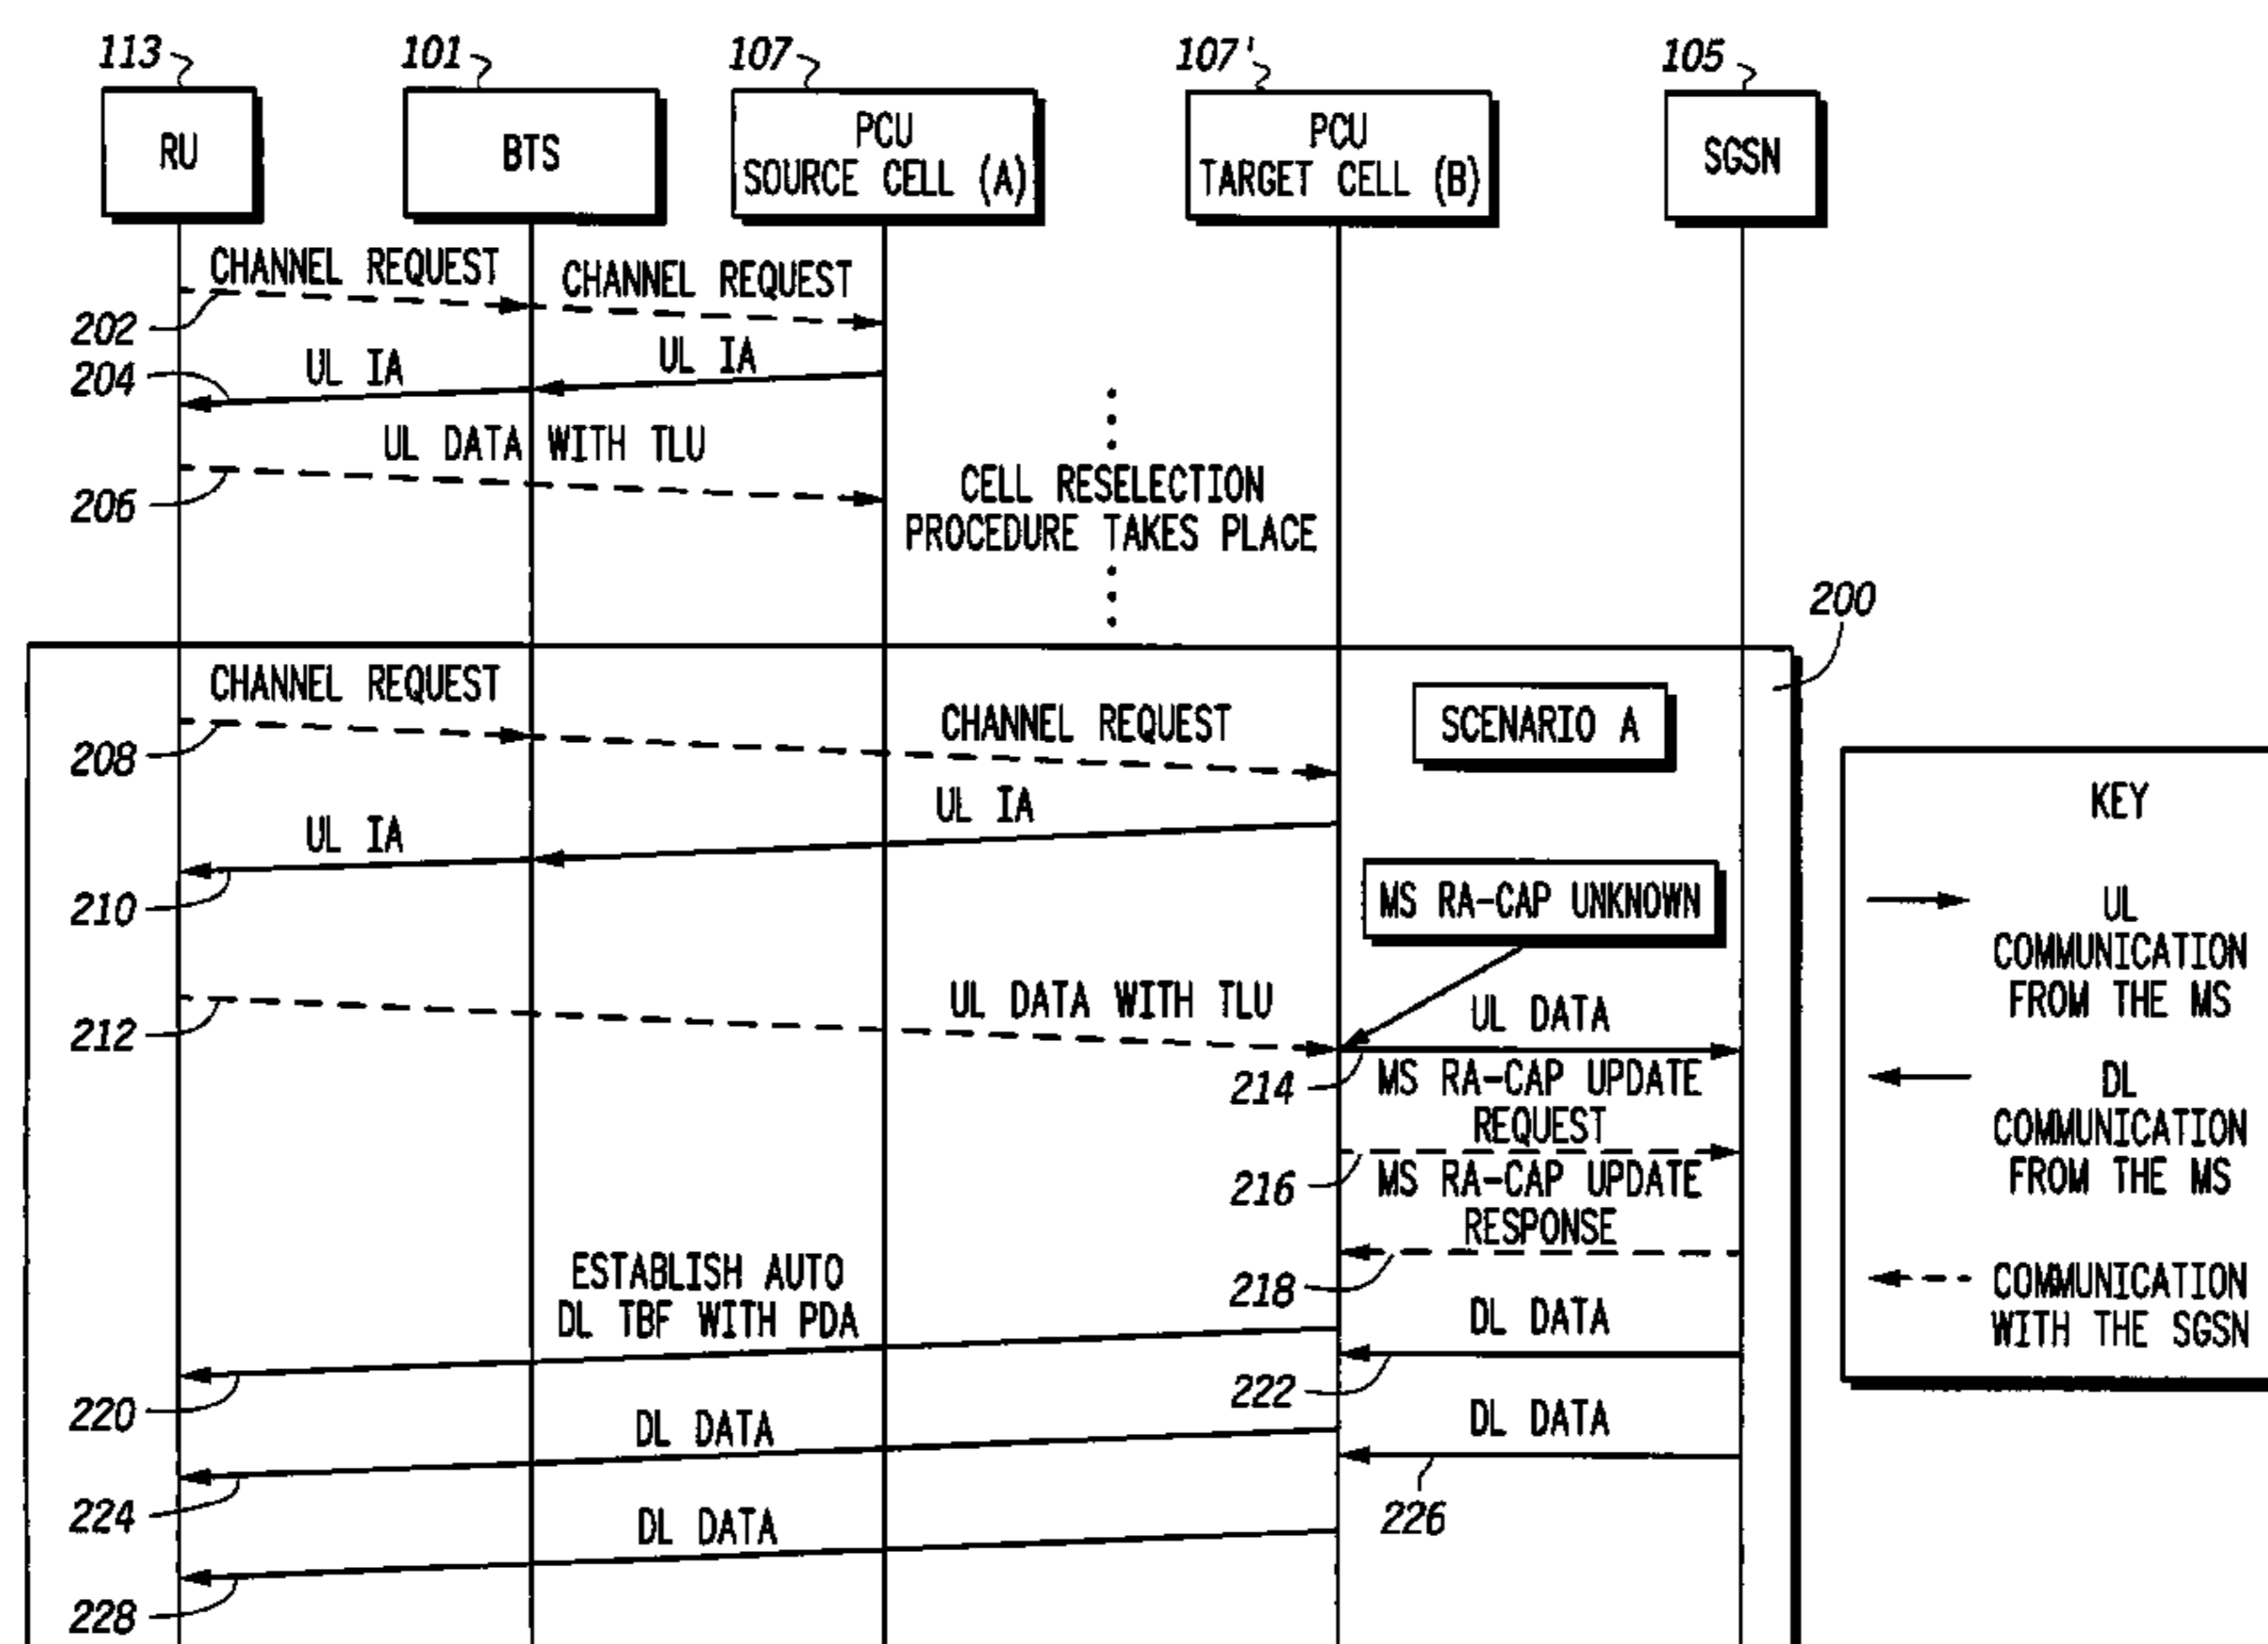 113
101
107
107'
105
RU
BTS
PCU
SOURCE CELL (A)
PCU
TARGET CELL (B)
SGSN
CHANNEL REQUEST
CHANNEL REQUEST
202
UL IA
UL IA
204
UL DATA WITH TLU
206
CELL RESELECTION
PROCEDURE TAKES PLACE
200
CHANNEL REQUEST
CHANNEL REQUEST
SCENARIO A
208
UL IA
UL IA
210
MS RA-CAP UNKNOWN
UL DATA WITH TLU
212
UL DATA
214
MS RA-CAP UPDATE
REQUEST
216
MS RA-CAP UPDATE
RESPONSE
218
ESTABLISH AUTO
DL TBF WITH PDA
220
DL DATA
222
DL DATA
224
DL DATA
226
DL DATA
228
KEY
UL
COMMUNICATION
FROM THE MS
DL
COMMUNICATION
FROM THE MS
COMMUNICATION
WITH THE SGSN